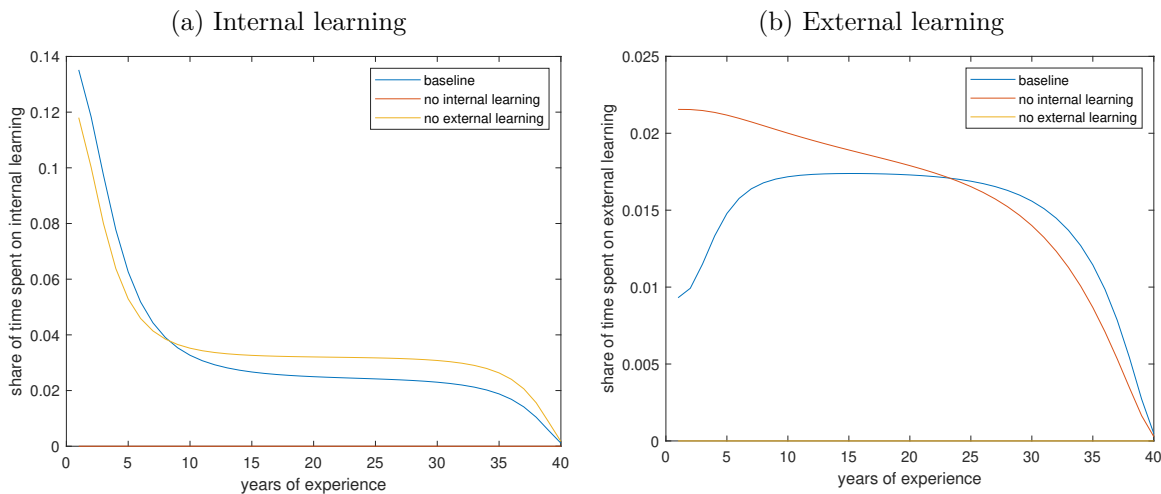 (a) Internal learning
0.14
0.12
0.1
0.08
0.06
0.04
0.02
0
share of time spent on internal learning
baseline
no internal learning
no external learning
0 5 10 15 20 25 30 35 40
years of experience
(b) External learning
0.025
0.02
0.015
0.01
0.005
0
share of time spent on external learning
baseline
no internal learning
no external learning
0 5 10 15 20 25 30 35 40
years of experience